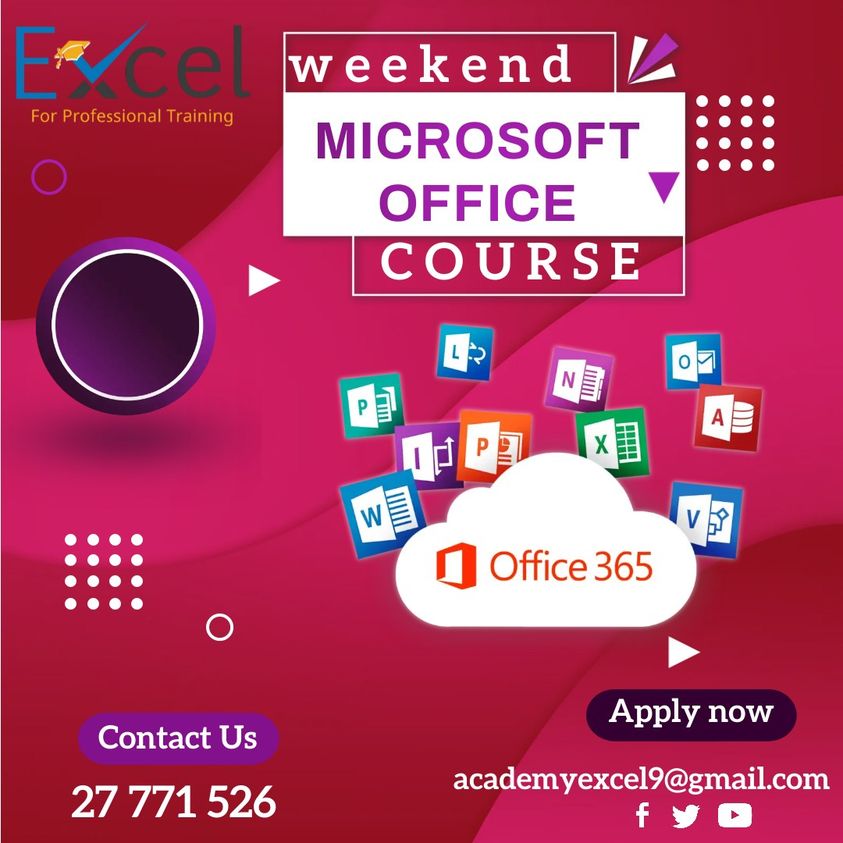 Excel
For Professional Training
weekend
MICROSOFT
OFFICE
COURSE
L
O
N
P
A
I
P
X
W
V
Office 365
Apply now
Contact Us
academyexcel9@gmail.com
27 771 526